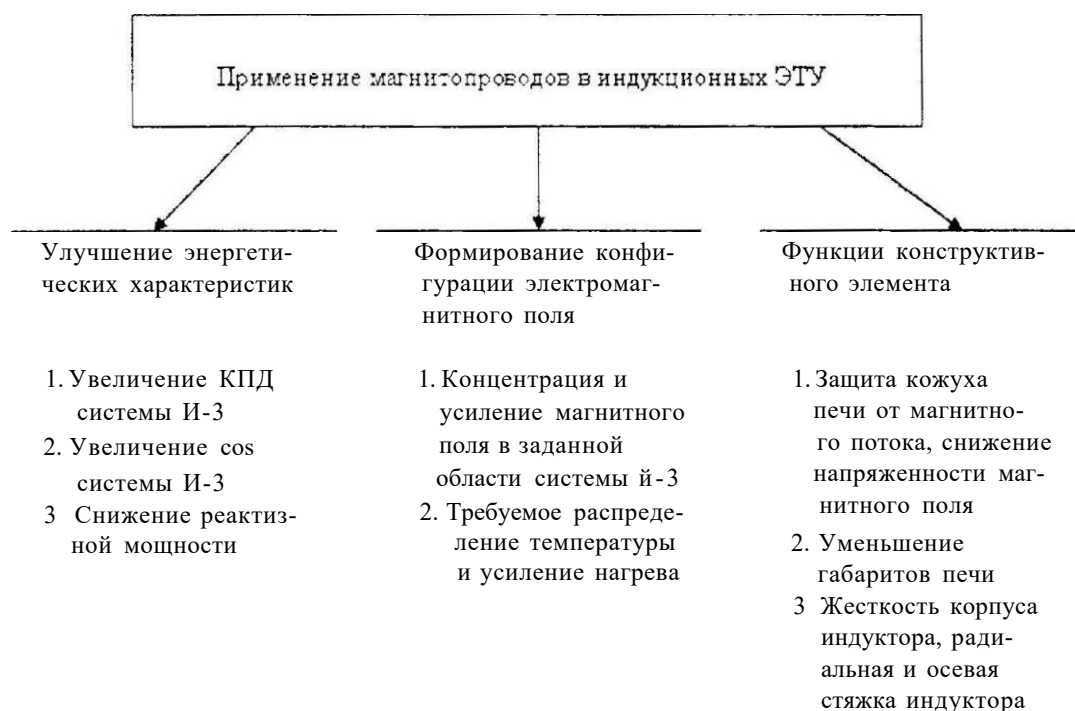 Применение магнитопроводов в индукционных ЭТУ
Улучшение энергети-
ческих характеристик
1. Увеличение КПД
системы И-3
2. Увеличение cos
системы И-3
3 Снижение реактиз-
ной мощности
Формирование конфи-
гурации электромаг-
нитного поля
1. Концентрация и
усиление магнитного
поля в заданной
области системы й-3
2. Требуемое распреде-
ление температуры
и усиление нагрева
Функции конструктив-
ного элемента
1. Защита кожуха
печи от магнитно-
го потока, снижение
напряженности маг-
нитного поля
2. Уменьшение
габаритов печи
3 Жесткость корпуса
индуктора, ради-
альная и осевая
стяжка индуктора